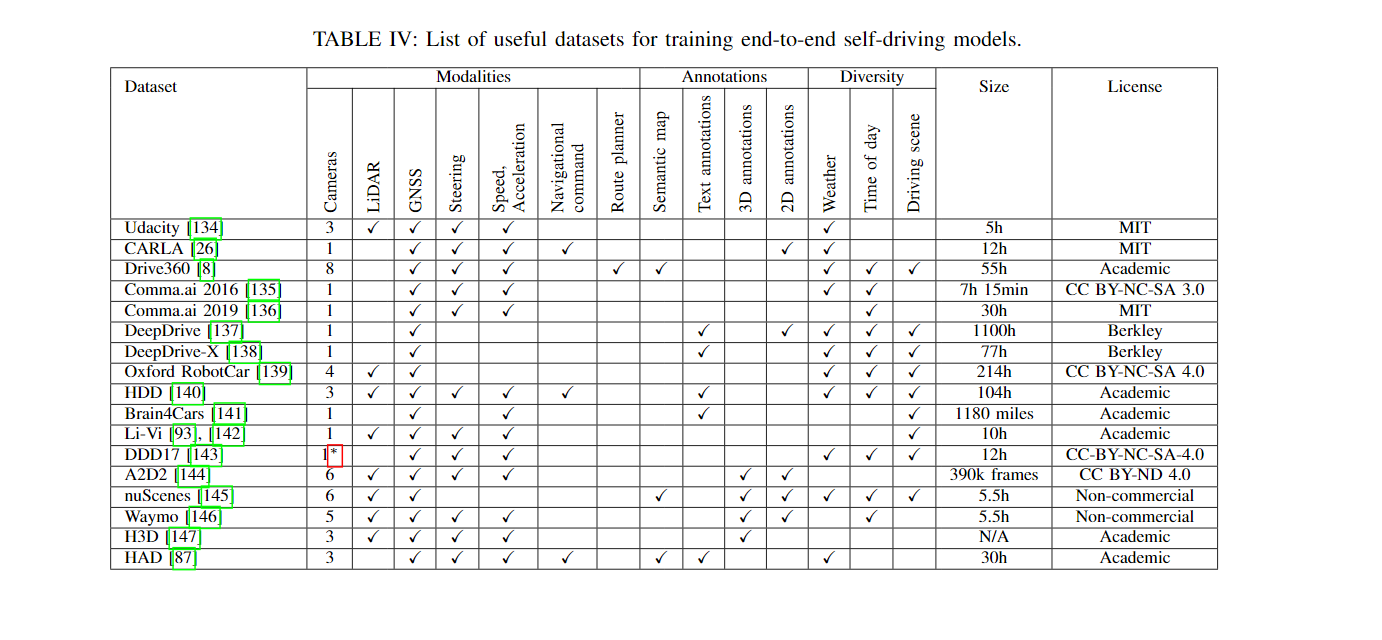 TABLE IV: List of useful datasets for training end-to-end self-driving models.
Dataset Modalities Annotations Diversity Size License
Cameras LiDAR GNSS Steering Speed, Acceleration Navigational command Route planner Semantic map Text annotations 3D annotations 2D annotations Weather Time of day Driving scene
Udacity [134] 3 ✓ ✓ ✓ ✓ ✓ 5h MIT
CARLA [26] 1 ✓ ✓ ✓ ✓ ✓ ✓ 12h MIT
Drive360 [8] 8 ✓ ✓ ✓ ✓ ✓ ✓ ✓ ✓ 55h Academic
Comma.ai 2016 [135] 1 ✓ ✓ ✓ ✓ ✓ 7h 15min CC BY-NC-SA 3.0
Comma.ai 2019 [136] 1 ✓ ✓ ✓ ✓ 30h MIT
DeepDrive [137] 1 ✓ ✓ ✓ ✓ ✓ ✓ 1100h Berkley
DeepDrive-X [138] 1 ✓ ✓ ✓ ✓ ✓ 77h Berkley
Oxford RobotCar [139] 4 ✓ ✓ ✓ ✓ ✓ 214h CC BY-NC-SA 4.0
HDD [140] 3 ✓ ✓ ✓ ✓ ✓ ✓ ✓ ✓ ✓ 104h Academic
Brain4Cars [141] 1 ✓ ✓ ✓ ✓ 1180 miles Academic
Li-Vi [93], [142] 1 ✓ ✓ ✓ ✓ ✓ 10h Academic
DDD17 [143] 1* ✓ ✓ ✓ ✓ ✓ ✓ 12h CC-BY-NC-SA-4.0
A2D2 [144] 6 ✓ ✓ ✓ ✓ ✓ ✓ 390k frames CC BY-ND 4.0
nuScenes [145] 6 ✓ ✓ ✓ ✓ ✓ ✓ ✓ ✓ 5.5h Non-commercial
Waymo [146] 5 ✓ ✓ ✓ ✓ ✓ ✓ ✓ 5.5h Non-commercial
H3D [147] 3 ✓ ✓ ✓ ✓ ✓ N/A Academic
HAD [87] 3 ✓ ✓ ✓ ✓ ✓ ✓ ✓ 30h Academic